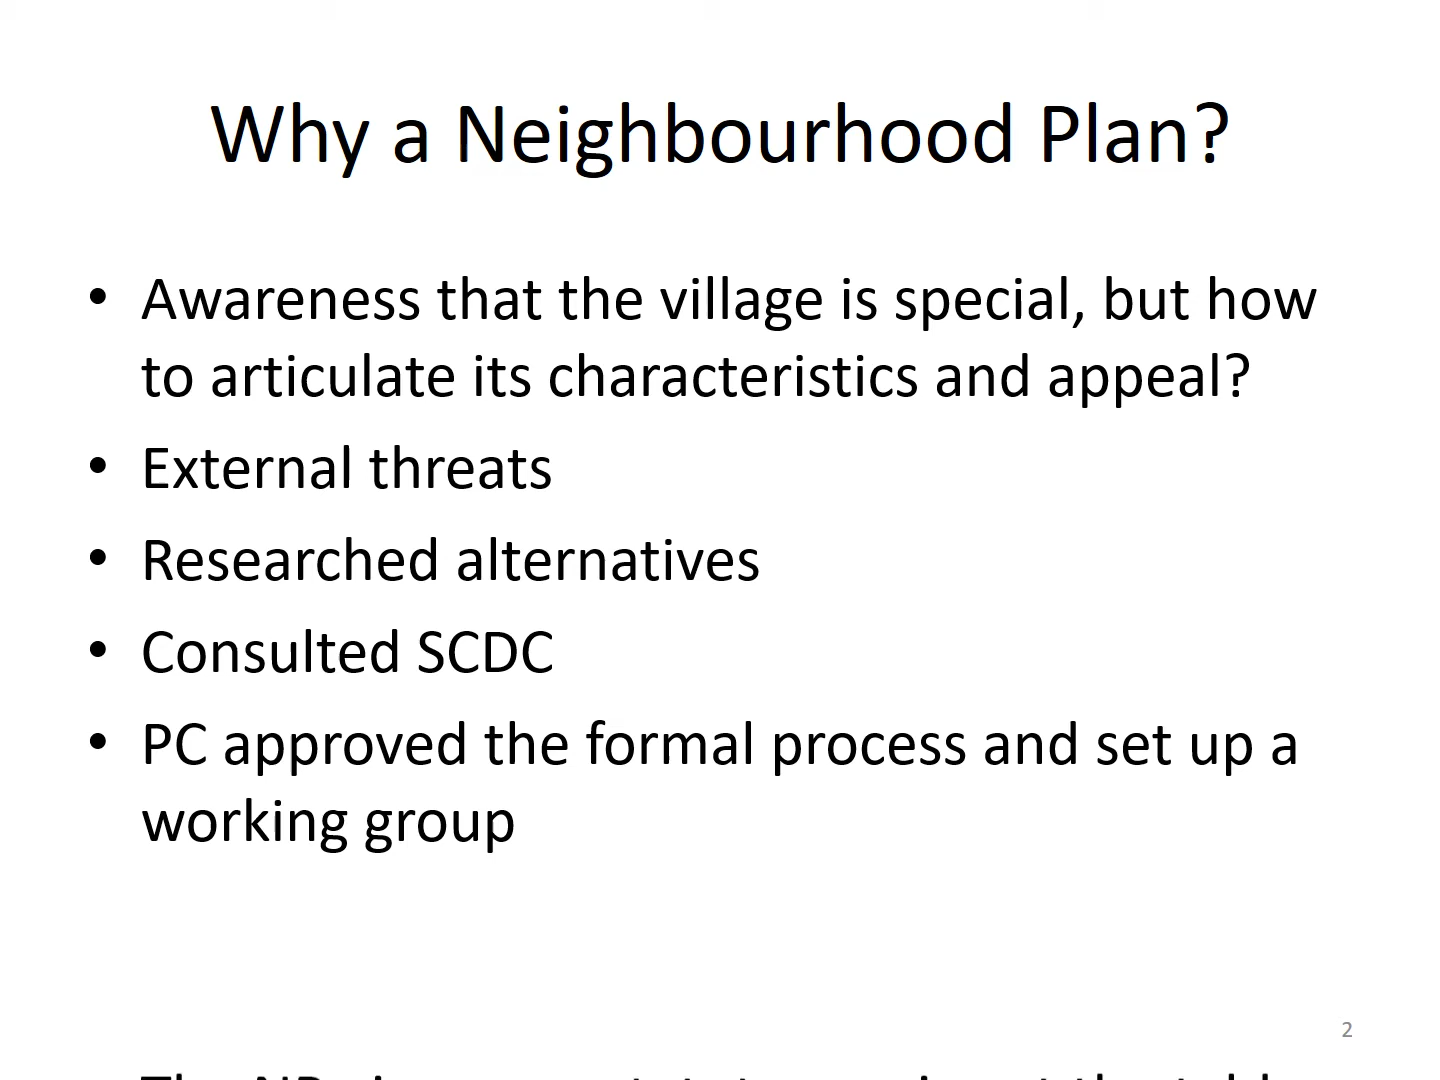 Why a Neighbourhood Plan?
• Awareness that the village is special, but how
to articulate its characteristics and appeal?
• External threats
• Researched alternatives
• Consulted SCDC
• PC approved the formal process and set up a
working group
2